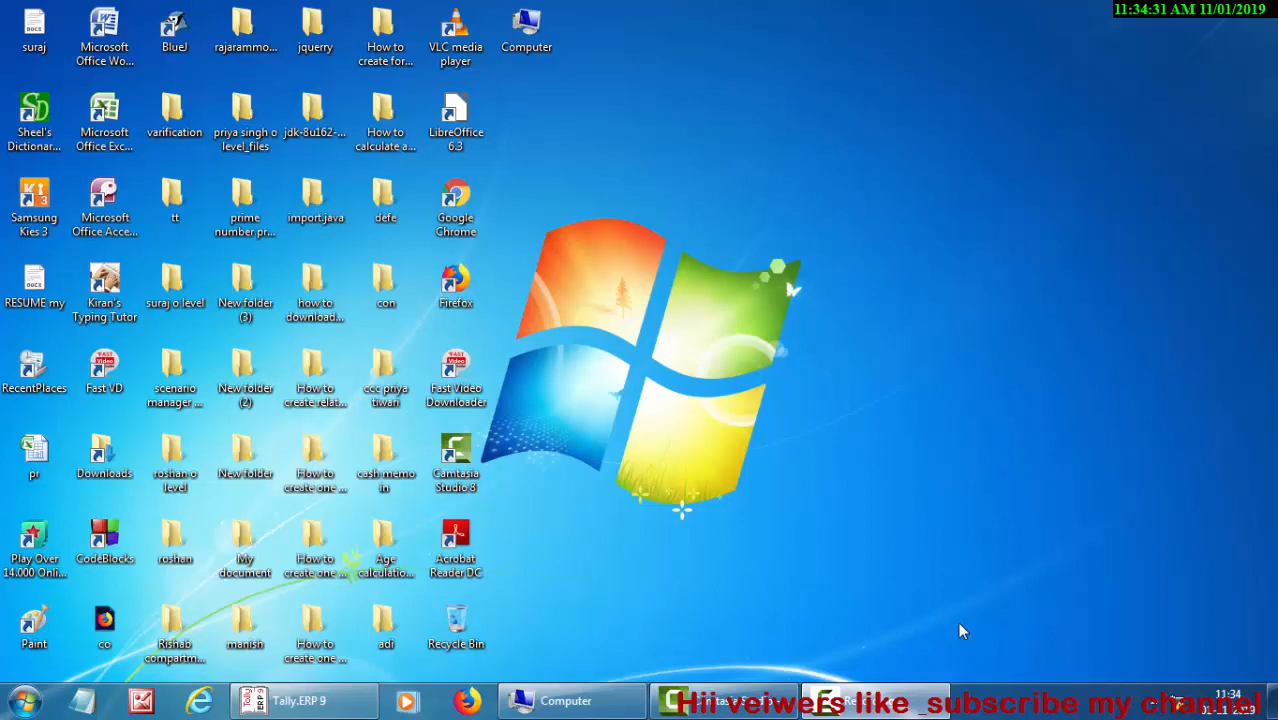 11:34:31 AM 11/01/2019
suraj
Microsoft
Office Wo...
BlueJ
rajarammo...
jquerry
How to
create for...
VLC media
player
Computer
Sheel's
Dictionar...
Microsoft
Office Exc...
varification
priya singh o
level_files
jdk-8u162-...
How to
calculate a...
LibreOffice
6.3
Samsung
Kies 3
Microsoft
Office Acce...
tt
prime
number pr...
import.java
defe
Google
Chrome
RESUME my
Kiran's
Typing Tutor
suraj o level
New folder
(3)
how to
download...
con
Firefox
RecentPlaces
Fast VD
scenario
manager ...
New folder
(2)
How to
create relat...
ccc priya
tiwari
Fast Video
Downloader
pr
Downloads
roshan o
level
New folder
How to
create one ...
cash memo
in
Camtasia
Studio 8
Play Over
14.000 Onli...
CodeBlocks
roshan
My
document
How to
create one ...
Age
calculatio...
Acrobat
Reader DC
Paint
co
Rishab
compartm...
manish
How to
create one ...
adi
Recycle Bin
Tally.ERP 9
Computer
Hii veiwers like _subscribe my channel
11:34